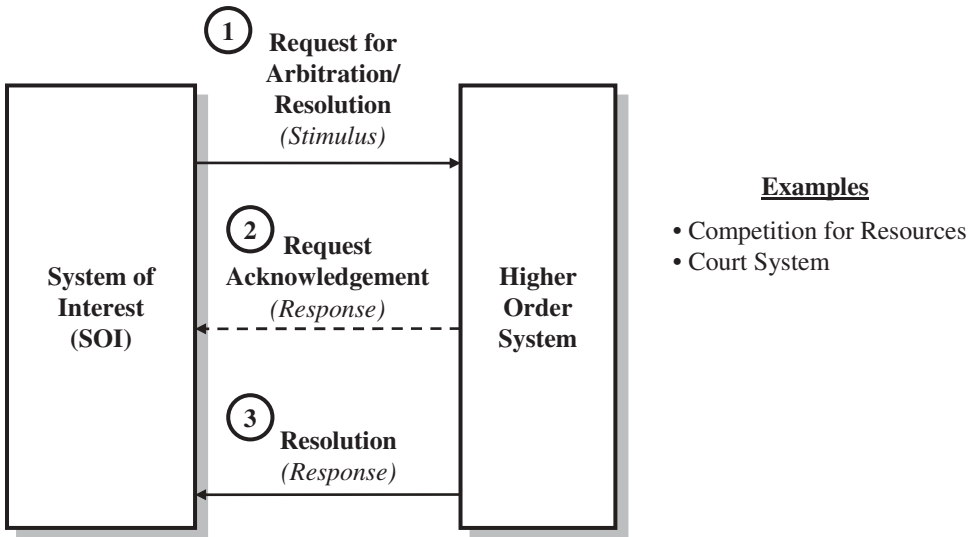 1
Request for
Arbitration/
Resolution
(Stimulus)
2
Request
Acknowledgement
(Response)
3
Resolution
(Response)
System of
Interest
(SOI)
Higher
Order
System
Examples
• Competition for Resources
• Court System